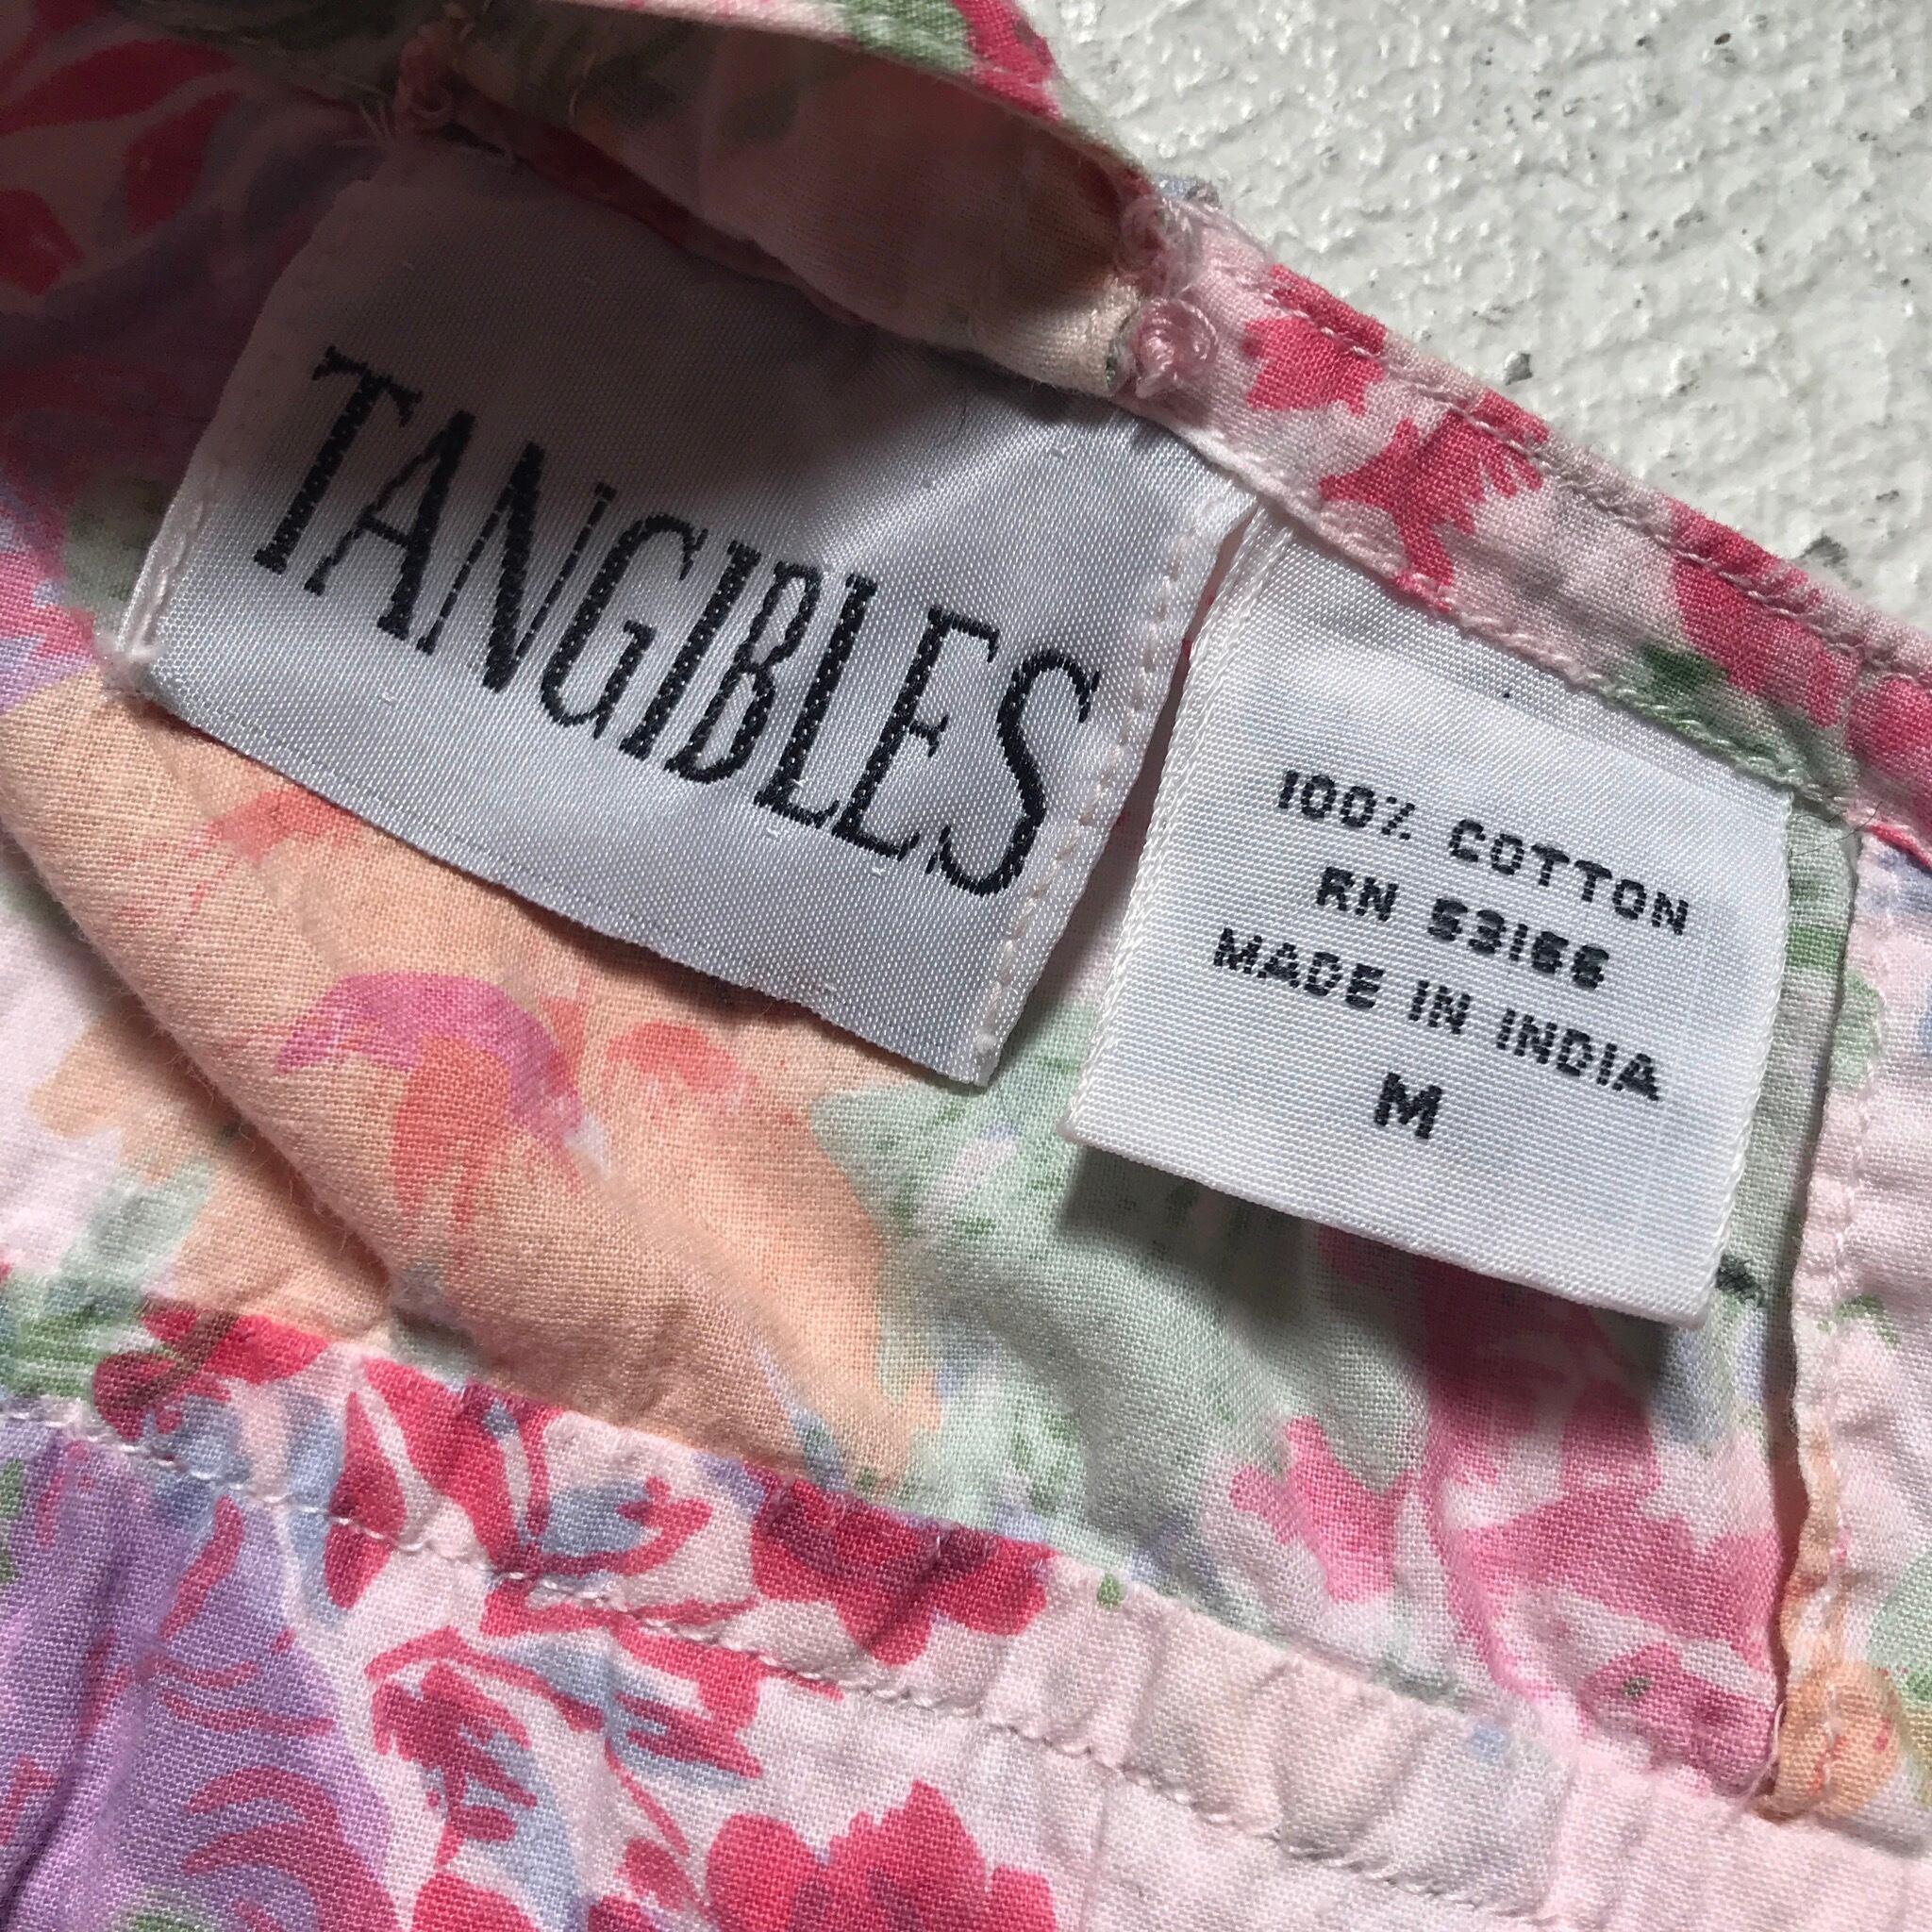 TANGIBLES
100% COTTON
RN 53166
MADE IN INDIA
M